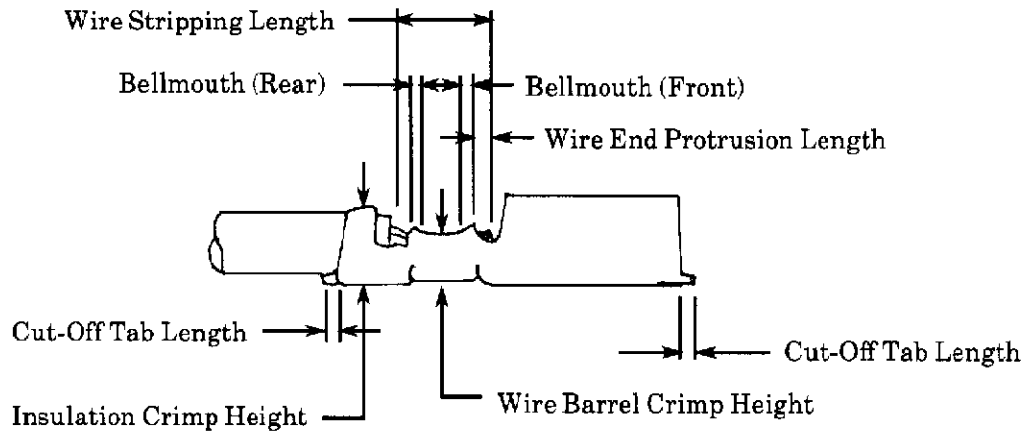 Wire Stripping Length
Bellmouth (Rear)
Bellmouth (Front)
Wire End Protrusion Length
Cut-Off Tab Length
Cut-Off Tab Length
Insulation Crimp Height
Wire Barrel Crimp Height